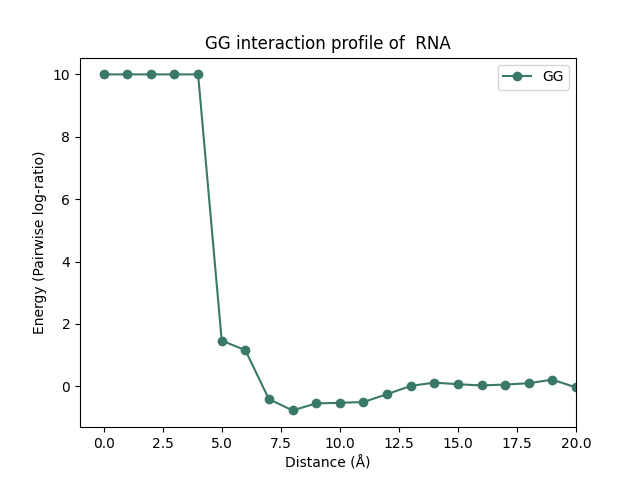 GG interaction profile of  RNA
GG
10
8
6
4
2
0
Energy (Pairwise log-ratio)
0.0 2.5 5.0 7.5 10.0 12.5 15.0 17.5 20.0
Distance (Å)